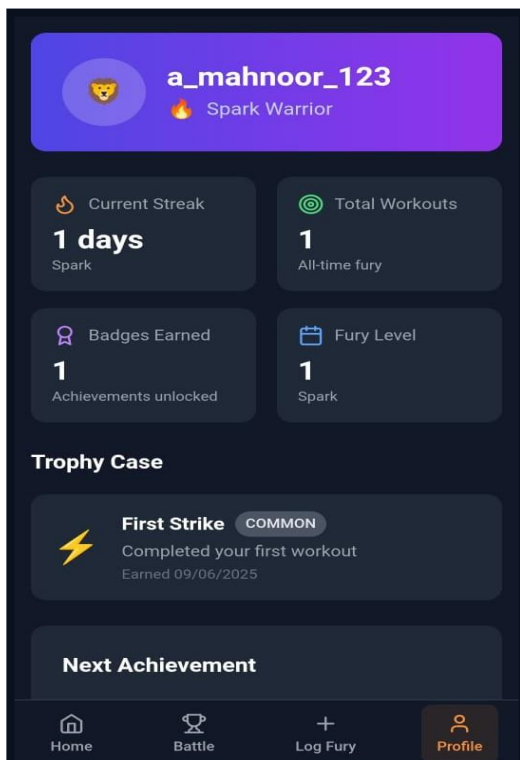 a_mahnoor_123
Spark Warrior
Current Streak
1 days
Spark
Total Workouts
1
All-time fury
Badges Earned
1
Achievements unlocked
Fury Level
1
Spark
Trophy Case
First Strike COMMON
Completed your first workout
Earned 09/06/2025
Next Achievement
Home Battle Log Fury Profile